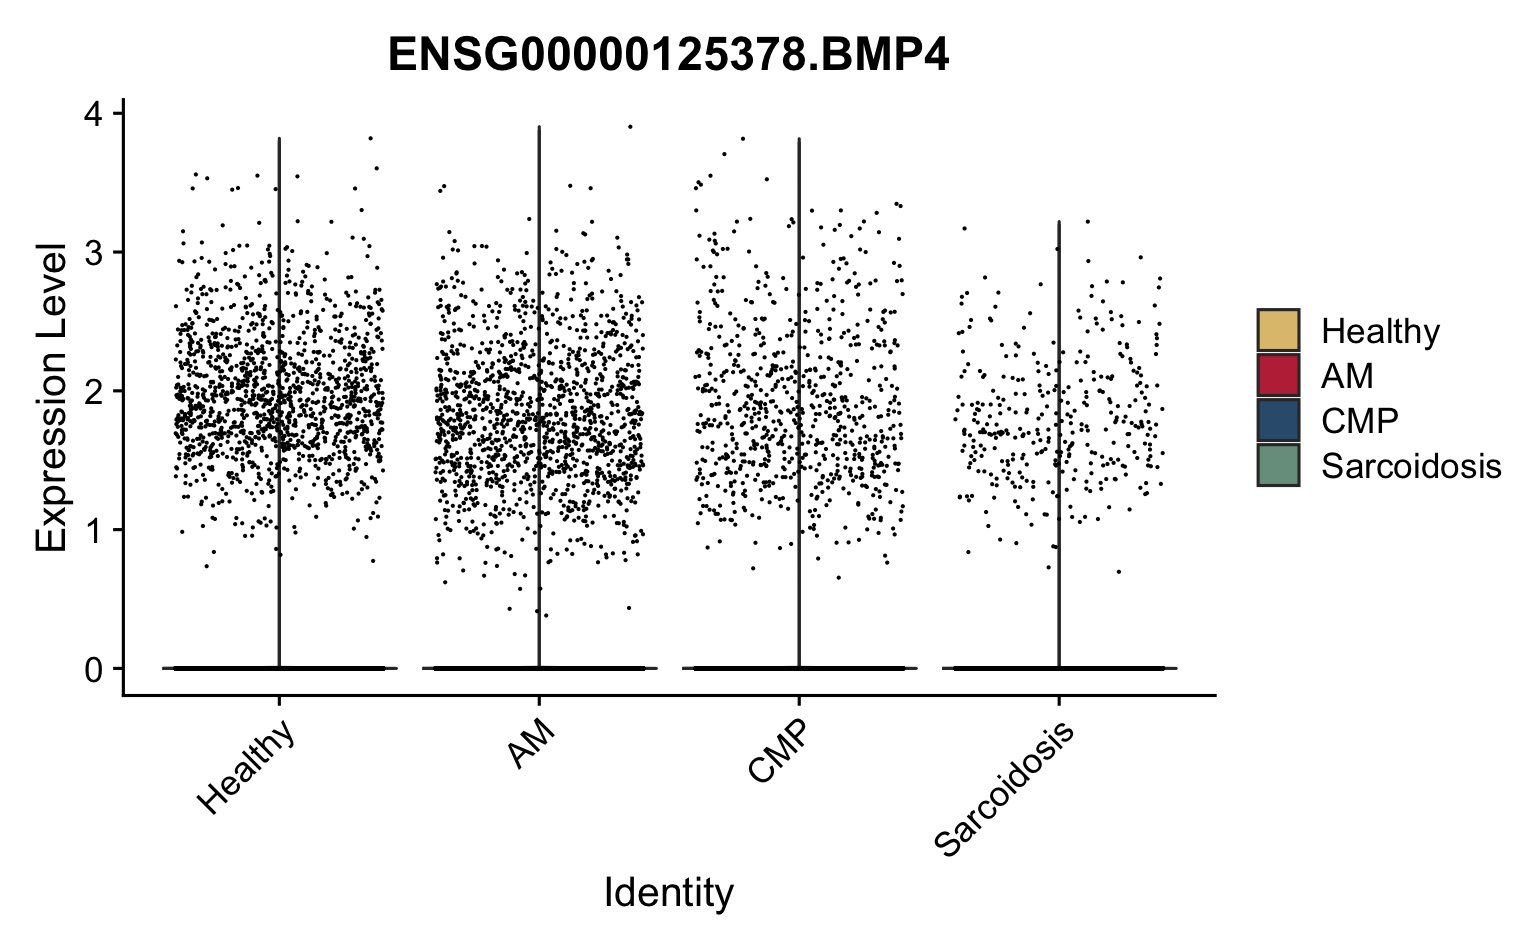 ENSG00000125378.BMP4
Expression Level
4
3
2
1
0
Healthy
AM
CMP
Sarcoidosis
Identity
Healthy
AM
CMP
Sarcoidosis